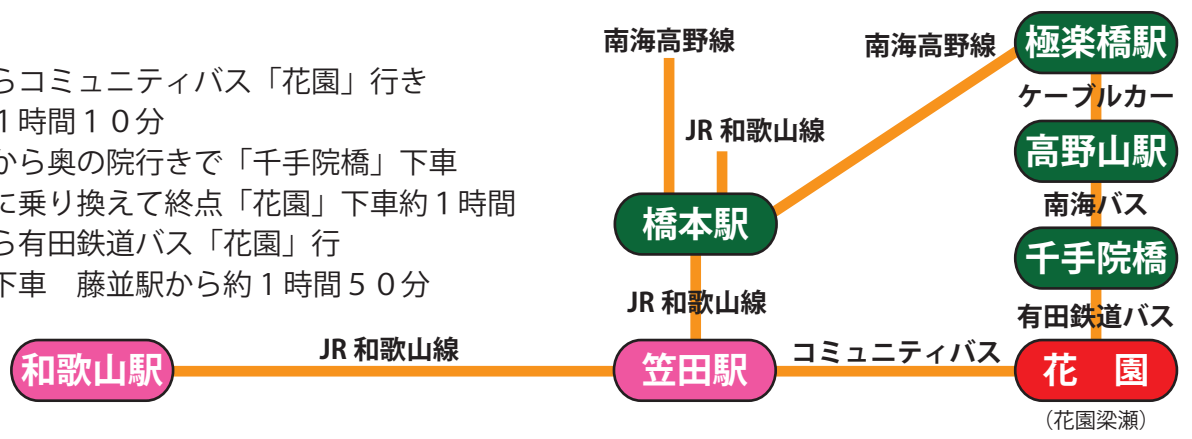 らコミュニティバス「花園」行き
１時間１０分
から奥の院行きで「千手院橋」下車
に乗り換えて終点「花園」下車約１時間
ら有田鉄道バス「花園」行
下車　藤並駅から約１時間５０分
南海高野線
南海高野線
極楽橋駅
ケーブルカー
JR 和歌山線
高野山駅
南海バス
橋本駅
千手院橋
JR 和歌山線
有田鉄道バス
和歌山駅
JR 和歌山線
笠田駅
コミュニティバス
花　園
（花園梁瀬）